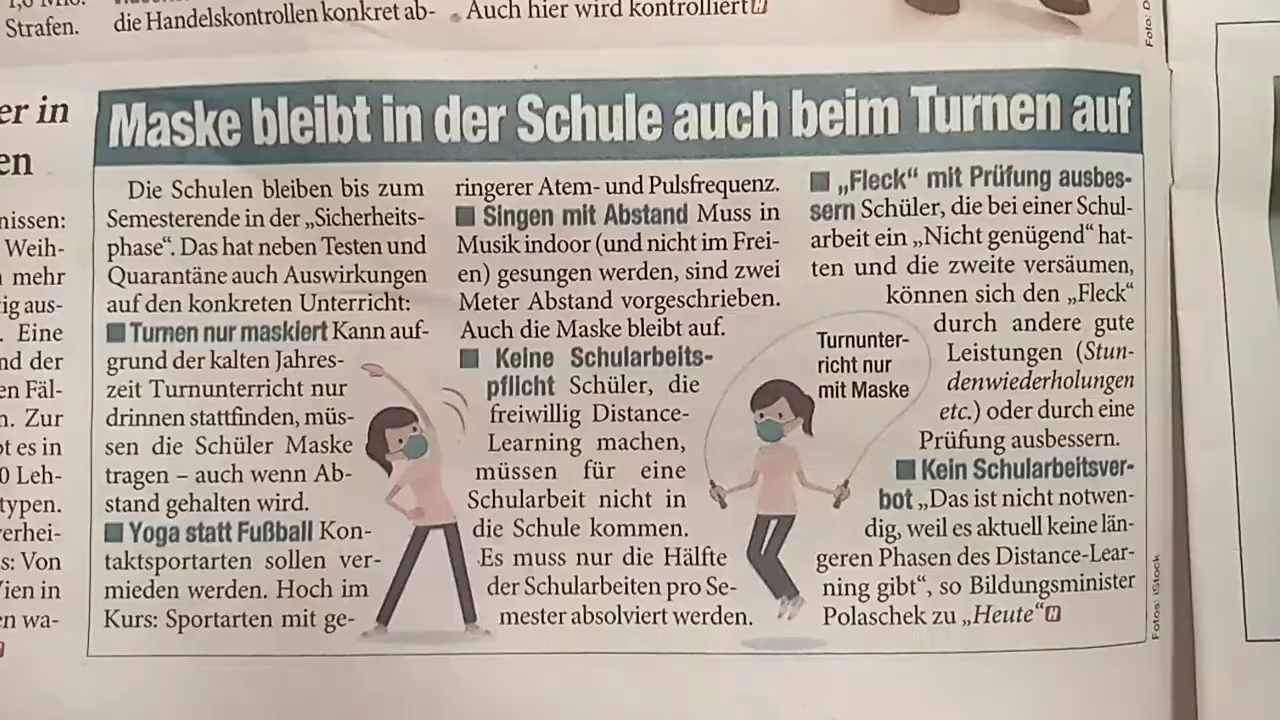 Strafen.
die Handelskontrollen konkret ab-
Auch hier wird kontrolliert
Foto:
er in
en
nissen:
Weih-
mehr
ig aus-
. Eine
nd der
en Fäl-
n. Zur
ot es in
0 Leh-
typen.
verhei-
s: Von
ien in
en wa-
Maske bleibt in der Schule auch beim Turnen auf
Die Schulen bleiben bis zum
Semesterende in der „Sicherheits-
phase“. Das hat neben Testen und
Quarantäne auch Auswirkungen
auf den konkreten Unterricht:
■ Turnen nur maskiert Kann auf-
grund der kalten Jahres-
zeit Turnunterricht nur
drinnen stattfinden, müs-
sen die Schüler Maske
tragen – auch wenn Ab-
stand gehalten wird.
■ Yoga statt Fußball Kon-
taktsportarten sollen ver-
mieden werden. Hoch im
Kurs: Sportarten mit ge-
ringerer Atem- und Pulsfrequenz.
■ Singen mit Abstand Muss in
Musik indoor (und nicht im Frei-
en) gesungen werden, sind zwei
Meter Abstand vorgeschrieben.
Auch die Maske bleibt auf.
■ Keine Schularbeits-
pflicht Schüler, die
freiwillig Distance-
Learning machen,
müssen für eine
Schularbeit nicht in
die Schule kommen.
Es muss nur die Hälfte
der Schularbeiten pro Se-
mester absolviert werden.
Turnunter-
richt nur
mit Maske
■ „Fleck“ mit Prüfung ausbes-
sern Schüler, die bei einer Schul-
arbeit ein „Nicht genügend“ hat-
ten und die zweite versäumen,
können sich den „Fleck“
durch andere gute
Leistungen (Stun-
denwiederholungen
etc.) oder durch eine
Prüfung ausbessern.
■ Kein Schularbeitsver-
bot „Das ist nicht notwen-
dig, weil es aktuell keine län-
geren Phasen des Distance-Lear-
ning gibt“, so Bildungsminister
Polaschek zu „Heute“
Fotos: iStock